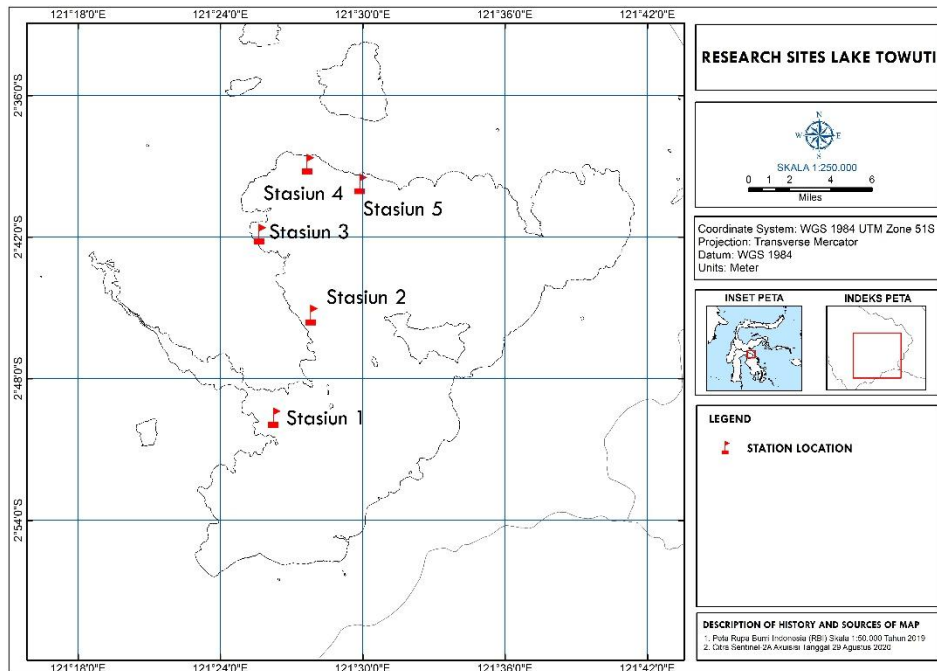 121°18'0"E 121°24'0"E 121°30'0"E 121°36'0"E 121°42'0"E
2°36'0"S
2°42'0"S
2°48'0"S
2°54'0"S
Stasiun 4
Stasiun 5
Stasiun 3
Stasiun 2
Stasiun 1
121°18'0"E 121°24'0"E 121°30'0"E 121°36'0"E 121°42'0"E
RESEARCH SITES LAKE TOWUTI
N
W E
S
SKALA 1:250.000
0 1 2 4 6
Miles
Coordinate System: WGS 1984 UTM Zone 51S
Projection: Transverse Mercator
Datum: WGS 1984
Units: Meter
INSET PETA INDEKS PETA
LEGEND
STATION LOCATION
DESCRIPTION OF HISTORY AND SOURCES OF MAP
1. Peta Rupa Bumi Indonesia (RBI) Skala 1:50.000 Tahun 2019
2. Citra Sentinel-2A Akuisisi Tanggal 29 Agustus 2020